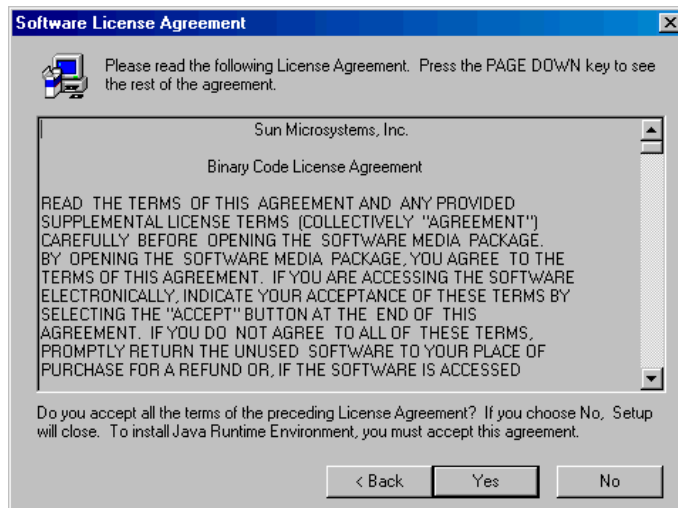 Software License Agreement
Please read the following License Agreement. Press the PAGE DOWN key to see
the rest of the agreement.
Sun Microsystems, Inc.
Binary Code License Agreement
READ THE TERMS OF THIS AGREEMENT AND ANY PROVIDED
SUPPLEMENTAL LICENSE TERMS (COLLECTIVELY "AGREEMENT")
CAREFULLY BEFORE OPENING THE SOFTWARE MEDIA PACKAGE.
BY OPENING THE SOFTWARE MEDIA PACKAGE, YOU AGREE TO THE
TERMS OF THIS AGREEMENT. IF YOU ARE ACCESSING THE SOFTWARE
ELECTRONICALLY, INDICATE YOUR ACCEPTANCE OF THESE TERMS BY
SELECTING THE "ACCEPT" BUTTON AT THE END OF THIS
AGREEMENT. IF YOU DO NOT AGREE TO ALL OF THESE TERMS,
PROMPTLY RETURN THE UNUSED SOFTWARE TO YOUR PLACE OF
PURCHASE FOR A REFUND OR, IF THE SOFTWARE IS ACCESSED
Do you accept all the terms of the preceding License Agreement? If you choose No, Setup
will close. To install Java Runtime Environment, you must accept this agreement.
< Back Yes No